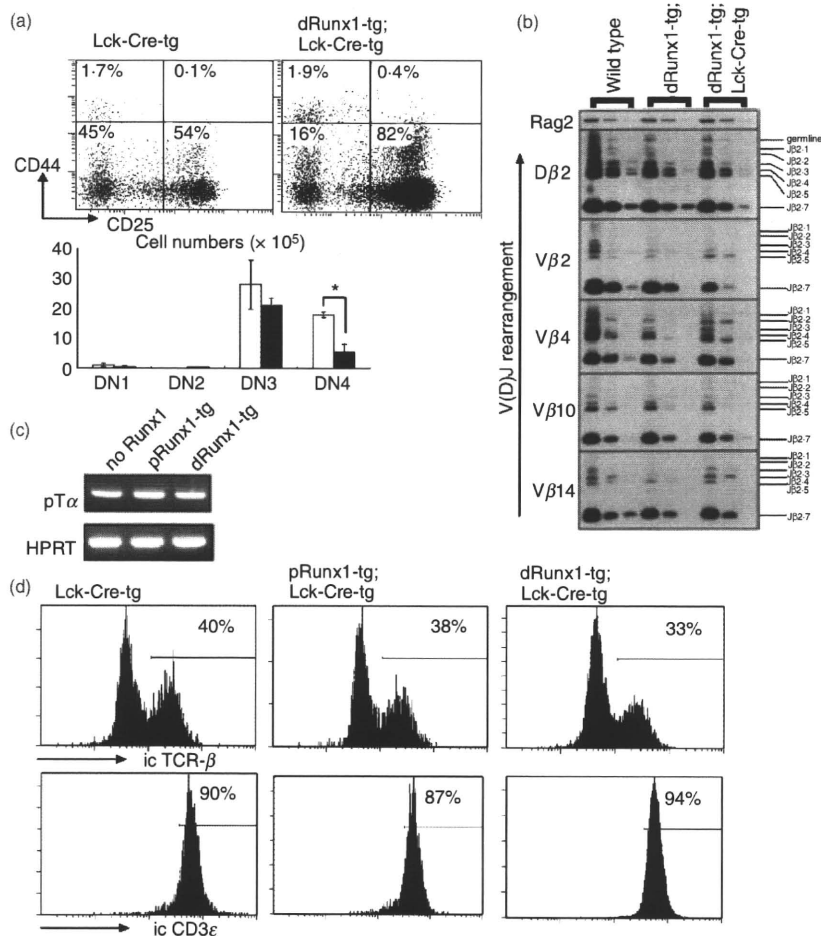 (a)
Lck-Cre-tg
dRunx1-tg;
Lck-Cre-tg
1·7%
0·1%
45%
54%
1·9%
0·4%
16%
82%
CD44
CD25
Cell numbers (× 10⁵)
40
30
20
10
0
*
DN1
DN2
DN3
DN4
(b)
Wild type
dRunx1-tg;
dRunx1-tg;
Lck-Cre-tg
V(D)J rearrangement
Rag2
Dβ2
germline
Jβ2·1
Jβ2·2
Jβ2·3
Jβ2·4
Jβ2·5
Jβ2·7
Vβ2
Jβ2·1
Jβ2·2
Jβ2·3
Jβ2·4
Jβ2·5
Jβ2·7
Vβ4
Jβ2·1
Jβ2·2
Jβ2·3
Jβ2·4
Jβ2·5
Jβ2·7
Vβ10
Jβ2·1
Jβ2·2
Jβ2·3
Jβ2·4
Jβ2·5
Jβ2·7
Vβ14
Jβ2·1
Jβ2·2
Jβ2·3
Jβ2·4
Jβ2·5
Jβ2·7
(c)
no Runx1
pRunx1-tg
dRunx1-tg
pTα
HPRT
(d)
Lck-Cre-tg
pRunx1-tg;
Lck-Cre-tg
dRunx1-tg;
Lck-Cre-tg
40%
38%
33%
ic TCR-β
90%
87%
94%
ic CD3ε